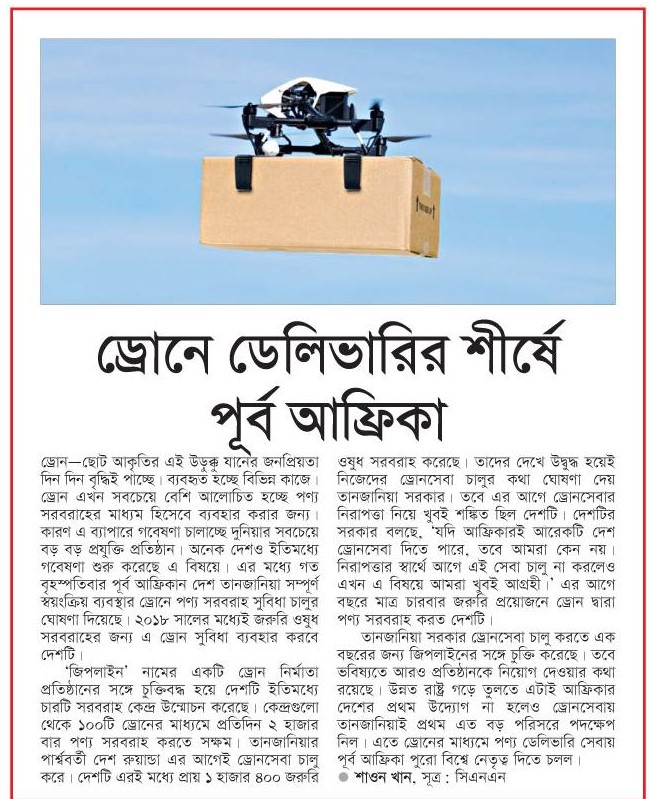 ড্রোনে ডেলিভারির শীর্ষে
পূর্ব আফ্রিকা
ড্রোন—ছোট আকৃতির এই উড়ুক্কু যানের জনপ্রিয়তা
দিন দিন বৃদ্ধিই পাচ্ছে। ব্যবহৃত হচ্ছে বিভিন্ন কাজে।
ড্রোন এখন সবচেয়ে বেশি আলোচিত হচ্ছে পণ্য
সরবরাহের মাধ্যম হিসেবে ব্যবহার করার জন্য।
কারণ এ ব্যাপারে গবেষণা চালাচ্ছে দুনিয়ার সবচেয়ে
বড় বড় প্রযুক্তি প্রতিষ্ঠান। অনেক দেশও ইতিমধ্যে
গবেষণা শুরু করেছে এ বিষয়ে। এর মধ্যে গত
বৃহস্পতিবার পূর্ব আফ্রিকান দেশ তানজানিয়া সম্পূর্ণ
স্বয়ংক্রিয় ব্যবস্থার ড্রোনে পণ্য সরবরাহ সুবিধা চালুর
ঘোষণা দিয়েছে। ২০১৮ সালের মধ্যেই জরুরি ওষুধ
সরবরাহের জন্য এ ড্রোন সুবিধা ব্যবহার করবে
দেশটি।
‘জিপলাইন’ নামের একটি ড্রোন নির্মাতা
প্রতিষ্ঠানের সঙ্গে চুক্তিবদ্ধ হয়ে দেশটি ইতিমধ্যে
চারটি সরবরাহ কেন্দ্র উন্মোচন করেছে। কেন্দ্রগুলো
থেকে ১০০টি ড্রোনের মাধ্যমে প্রতিদিন ২ হাজার
বার পণ্য সরবরাহ করতে সক্ষম। তানজানিয়ার
পার্শ্ববর্তী দেশ রুয়ান্ডা এর আগেই ড্রোনসেবা চালু
করে। দেশটি এরই মধ্যে প্রায় ১ হাজার ৪০০ জরুরি
ওষুধ সরবরাহ করেছে। তাদের দেখে উদ্বুদ্ধ হয়েই
নিজেদের ড্রোনসেবা চালুর কথা ঘোষণা দেয়
তানজানিয়া সরকার। তবে এর আগে ড্রোনসেবার
নিরাপত্তা নিয়ে খুবই শঙ্কিত ছিল দেশটি। দেশটির
সরকার বলছে, ‘যদি আফ্রিকারই আরেকটি দেশ
ড্রোনসেবা দিতে পারে, তবে আমরা কেন নয়।
নিরাপত্তার স্বার্থে আগে এই সেবা চালু না করলেও
এখন এ বিষয়ে আমরা খুবই আগ্রহী।’ এর আগে
বছরে মাত্র চারবার জরুরি প্রয়োজনে ড্রোন দ্বারা
পণ্য সরবরাহ করত দেশটি।
তানজানিয়া সরকার ড্রোনসেবা চালু করতে এক
বছরের জন্য জিপলাইনের সঙ্গে চুক্তি করেছে। তবে
ভবিষ্যতে আরও প্রতিষ্ঠানকে নিয়োগ দেওয়ার কথা
রয়েছে। উন্নত রাষ্ট্র গড়ে তুলতে এটাই আফ্রিকার
দেশের প্রথম উদ্যোগ না হলেও ড্রোনসেবায়
তানজানিয়াই প্রথম এত বড় পরিসরে পদক্ষেপ
নিল। এতে ড্রোনের মাধ্যমে পণ্য ডেলিভারি সেবায়
পূর্ব আফ্রিকা পুরো বিশ্বে নেতৃত্ব দিতে চলল।
● শাওন খান, সূত্র : সিএনএন